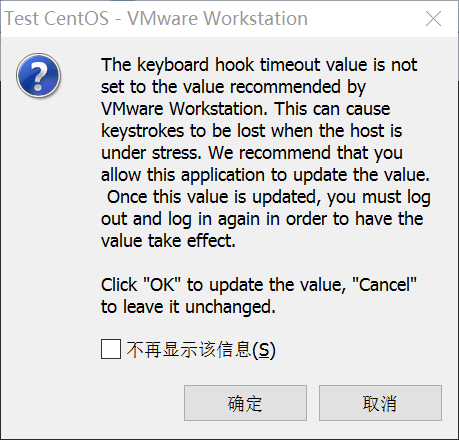 Test CentOS - VMware Workstation
The keyboard hook timeout value is not
set to the value recommended by
VMware Workstation. This can cause
keystrokes to be lost when the host is
under stress. We recommend that you
allow this application to update the value.
Once this value is updated, you must log
out and log in again in order to have the
value take effect.
Click "OK" to update the value, "Cancel"
to leave it unchanged.
不再显示该信息(S)
确定
取消